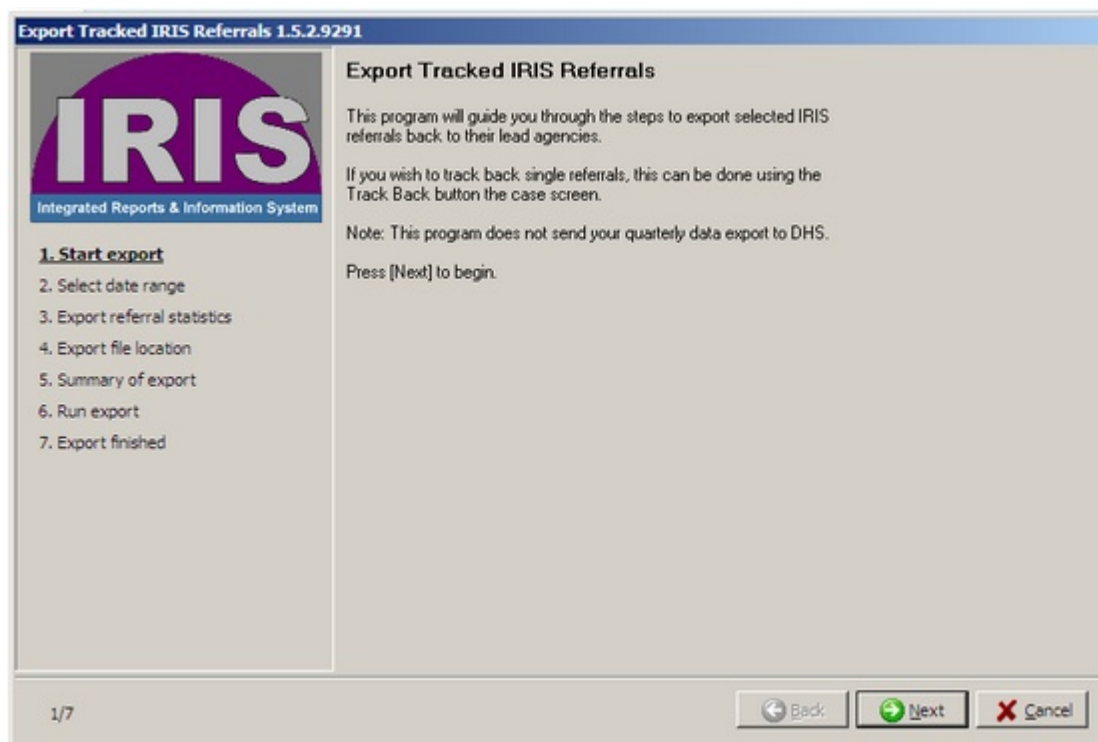 Export Tracked IRIS Referrals 1.5.2.9291
IRIS
Integrated Reports & Information System
1. Start export
2. Select date range
3. Export referral statistics
4. Export file location
5. Summary of export
6. Run export
7. Export finished
Export Tracked IRIS Referrals
This program will guide you through the steps to export selected IRIS
referrals back to their lead agencies.
If you wish to track back single referrals, this can be done using the
Track Back button the case screen.
Note: This program does not send your quarterly data export to DHS.
Press [Next] to begin.
1/7
Back
Next
Cancel